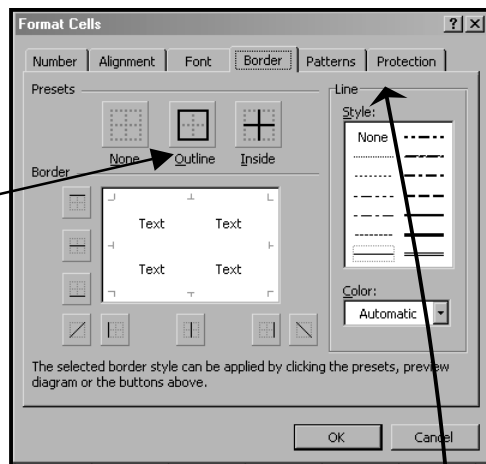 Format Cells
Number Alignment Font Border Patterns Protection
Presets
None Outline Inside
Border
Text Text
Text Text
Line
Style:
None
Color:
Automatic
The selected border style can be applied by clicking the presets, preview
diagram or the buttons above.
OK Cancel